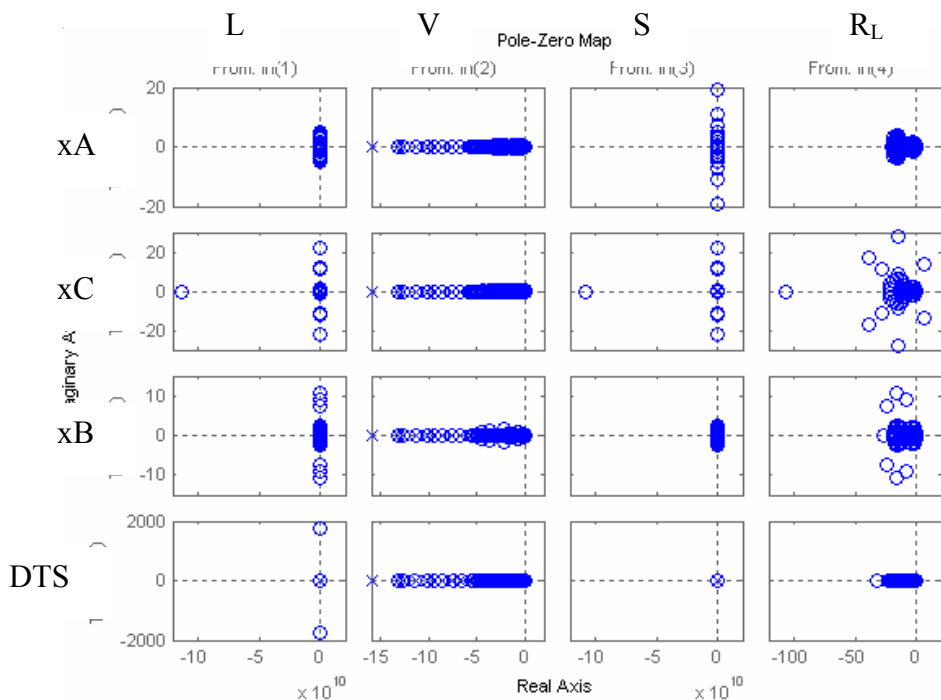 L V S R_L
Pole-Zero Map
From: In(1) From: In(2) From: In(3) From: In(4)
xA
20
0
-20
xC
20
0
-20
xB
10
0
-10
DTS
2000
0
-2000
-10 -5 0 -15 -10 -5 0 -10 -5 0 -100 -50 0
x 10^10 x 10^10
Real Axis